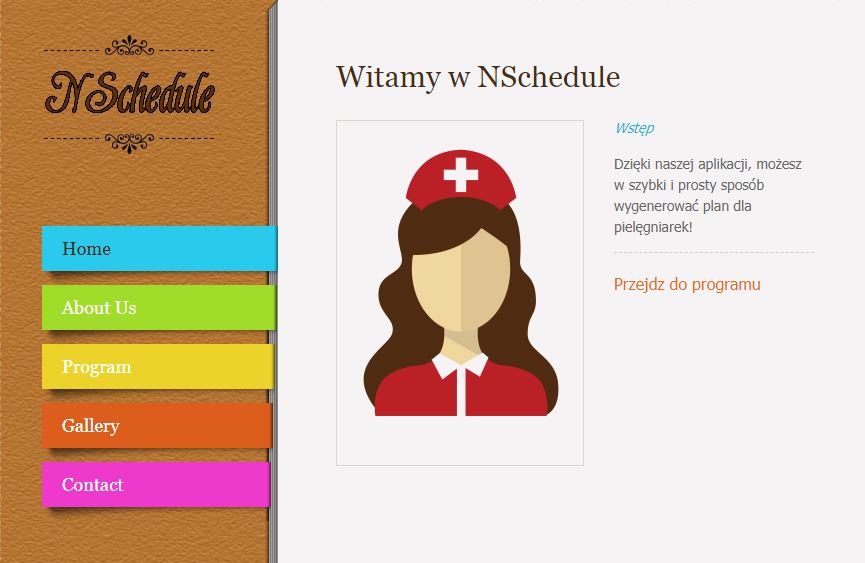 NSchedule
Home
About Us
Program
Gallery
Contact
Witamy w NSchedule
Wstęp
Dzięki naszej aplikacji, możesz
w szybki i prosty sposób
wygenerować plan dla
pielęgniarek!
Przejdz do programu